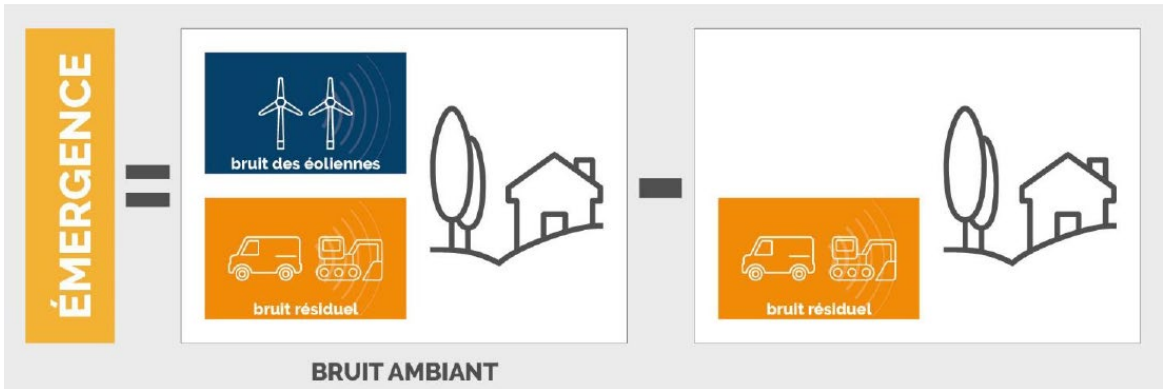 ÉMERGENCE
=
bruit des éoliennes
bruit résiduel
BRUIT AMBIANT
-
bruit résiduel